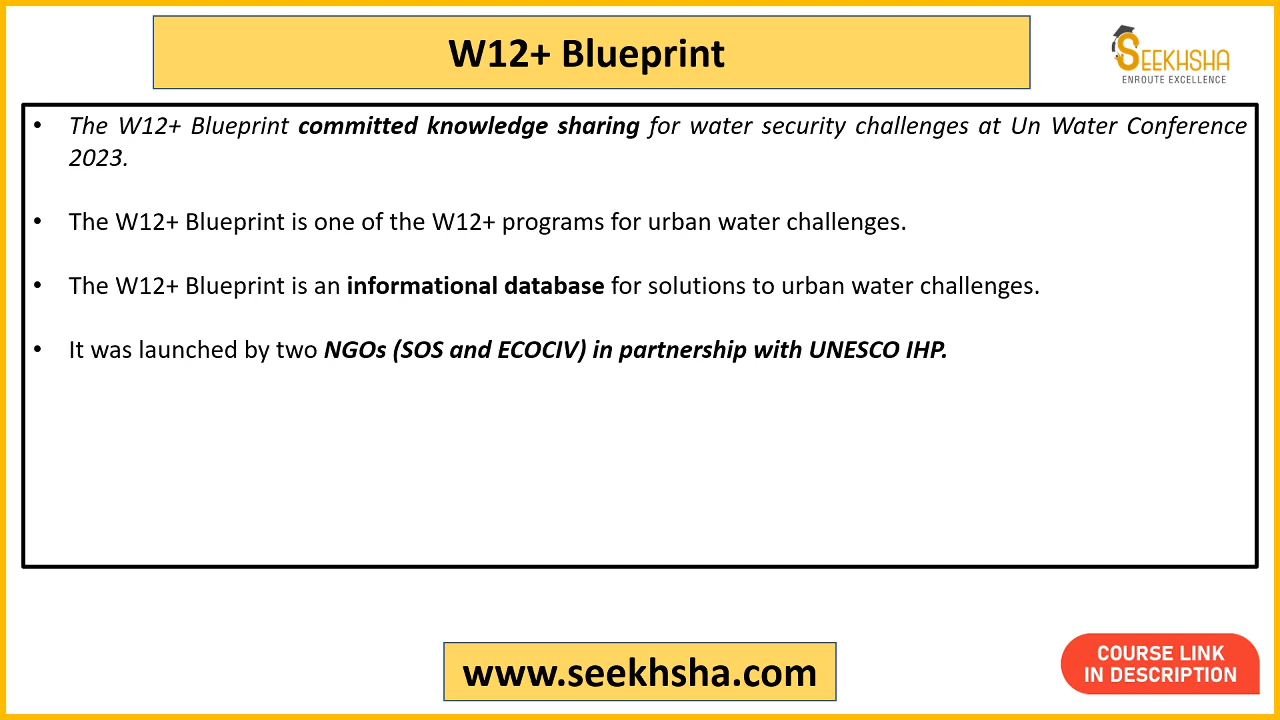 W12+ Blueprint
SEEKHSHA
ENROUTE EXCELLENCE
• The W12+ Blueprint committed knowledge sharing for water security challenges at Un Water Conference
2023.
• The W12+ Blueprint is one of the W12+ programs for urban water challenges.
• The W12+ Blueprint is an informational database for solutions to urban water challenges.
• It was launched by two NGOs (SOS and ECOCIV) in partnership with UNESCO IHP.
www.seekhsha.com
COURSE LINK
IN DESCRIPTION